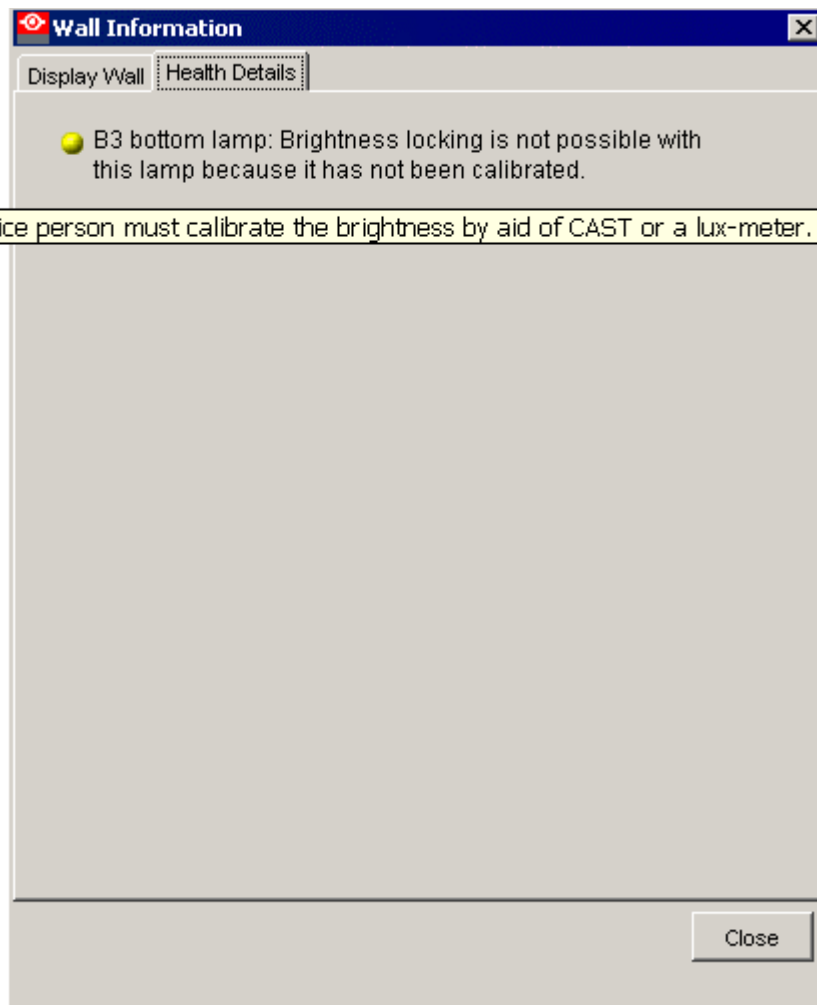 Wall Information
Display Wall
Health Details
B3 bottom lamp: Brightness locking is not possible with
this lamp because it has not been calibrated.
ice person must calibrate the brightness by aid of CAST or a lux-meter.
Close